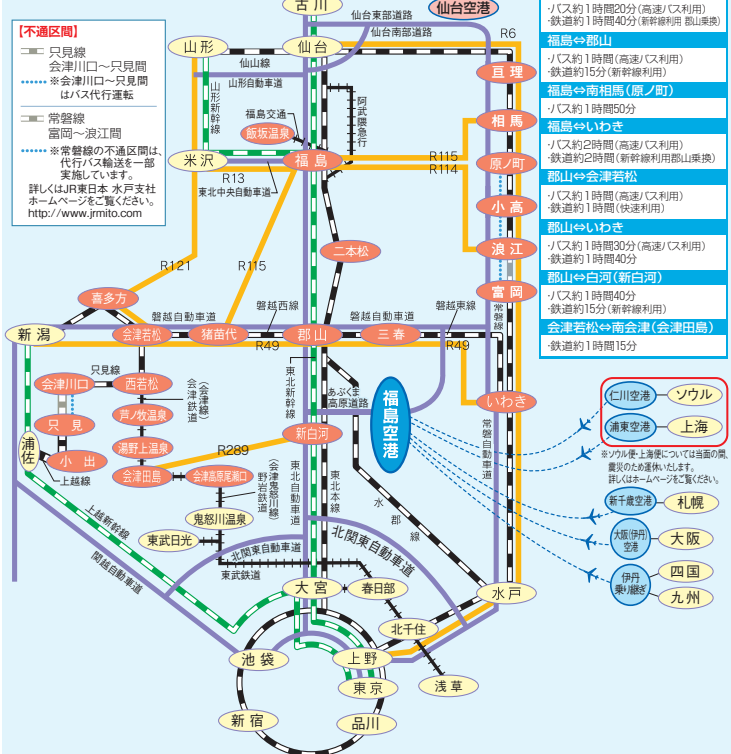 古川
仙台空港
仙台東部道路
仙台南部道路
R6
【不通区間】
只見線
会津川口〜只見間
※会津川口〜只見間
はバス代行運転
常磐線
富岡〜浪江間
※常磐線の不通区間は、
代行バス輸送を一部
実施しています。
詳しくはJR東日本 水戸支社
ホームページをご覧ください。
http://www.jrmito.com
山形
仙台
仙山線
山形自動車道
山形新幹線
福島交通
飯坂温泉
阿武隈急行
亘理
相馬
原ノ町
小高
浪江
富岡
米沢
福島
R13
東北中央自動車道
R115
R114
二本松
R121
R115
喜多方
磐越自動車道
磐越西線
磐越自動車道
磐越東線
常磐線
新潟
会津若松
猪苗代
郡山
三春
R49
R49
会津川口
只見線
西若松
会津鉄道
(会津線)
東北新幹線
あぶくま
高原道路
福島空港
いわき
只見
芦ノ牧温泉
浦佐
小出
湯野上温泉
新白河
常磐自動車道
上越線
会津田島
R289
会津高原尾瀬口
野岩鉄道
(会津鬼怒川線)
東北自動車道
東北本線
水郡線
上越新幹線
鬼怒川温泉
関越自動車道
東武日光
北関東自動車道
北関東自動車道
東武鉄道
大宮
春日部
水戸
北千住
池袋
上野
東京
浅草
新宿
品川
·バス約1時間20分(高速バス利用)
·鉄道約1時間40分(新幹線利用 郡山乗換)
福島⇔郡山
·バス約1時間(高速バス利用)
·鉄道約15分(新幹線利用)
福島⇔南相馬(原ノ町)
·バス約1時間50分
福島⇔いわき
·バス約2時間(高速バス利用)
·鉄道約2時間(新幹線利用郡山乗換)
郡山⇔会津若松
·バス約1時間(高速バス利用)
·鉄道約1時間(快速利用)
郡山⇔いわき
·バス約1時間30分(高速バス利用)
·鉄道約1時間40分
郡山⇔白河(新白河)
·バス約1時間40分
·鉄道約15分(新幹線利用)
会津若松⇔南会津(会津田島)
·鉄道約1時間15分
仁川空港
ソウル
浦東空港
上海
※ソウル便・上海便については当面の間、
震災のため運休いたします。
詳しくはホームページをご覧ください。
新千歳空港
札幌
大阪(伊丹)
空港
大阪
伊丹
乗り継ぎ
四国
九州